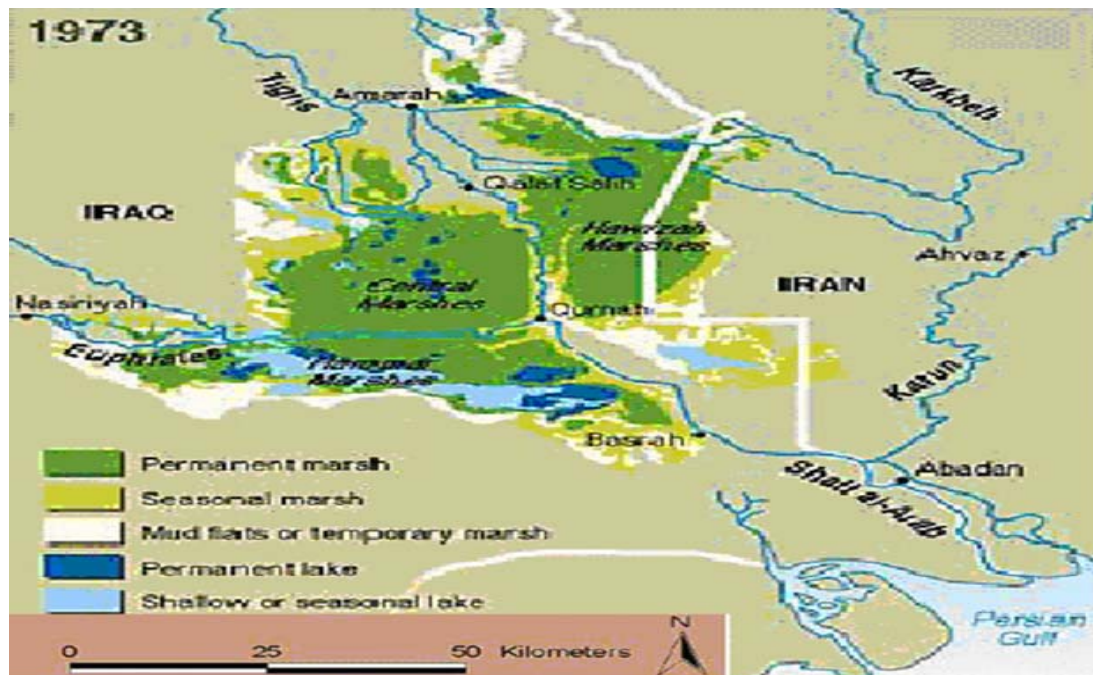 1973
Tigris
Amarah
Karkheh
Qalat Salih
IRAQ
Hawizah
Marshes
Ahvaz
IRAN
Central
Marshes
Nasiriyah
Qurnah
Euphrates
Hammar
Marshes
Karun
Basrah
Permanent marsh
Abadan
Seasonal marsh
Shatt al-Arab
Mud flats or temporary marsh
Permanent lake
Shallow or seasonal lake
Persian
Gulf
N
0 25 50 Kilometers